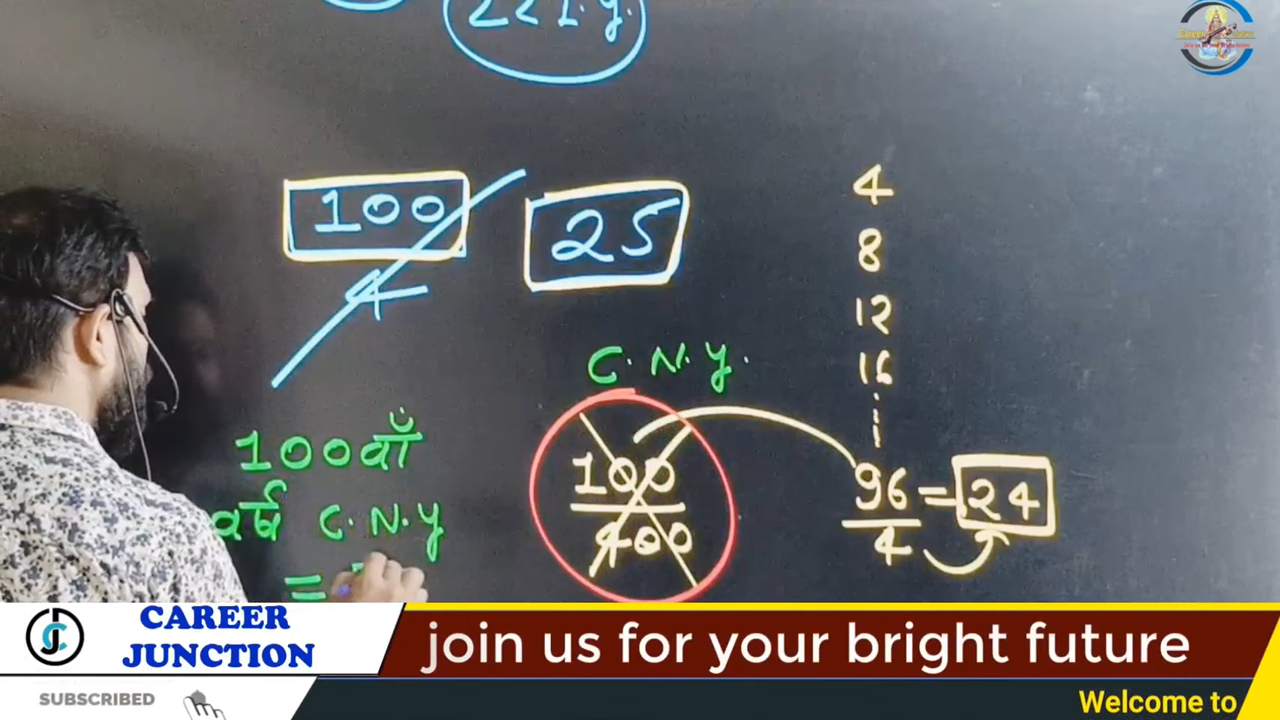 22 L.y.
100
4
25
4
8
12
16
C. N. y.
100वाँ
वर्ष C. N. y
=
100
400
96 = 24
4
CAREER
JUNCTION
join us for your bright future
SUBSCRIBED
Welcome to